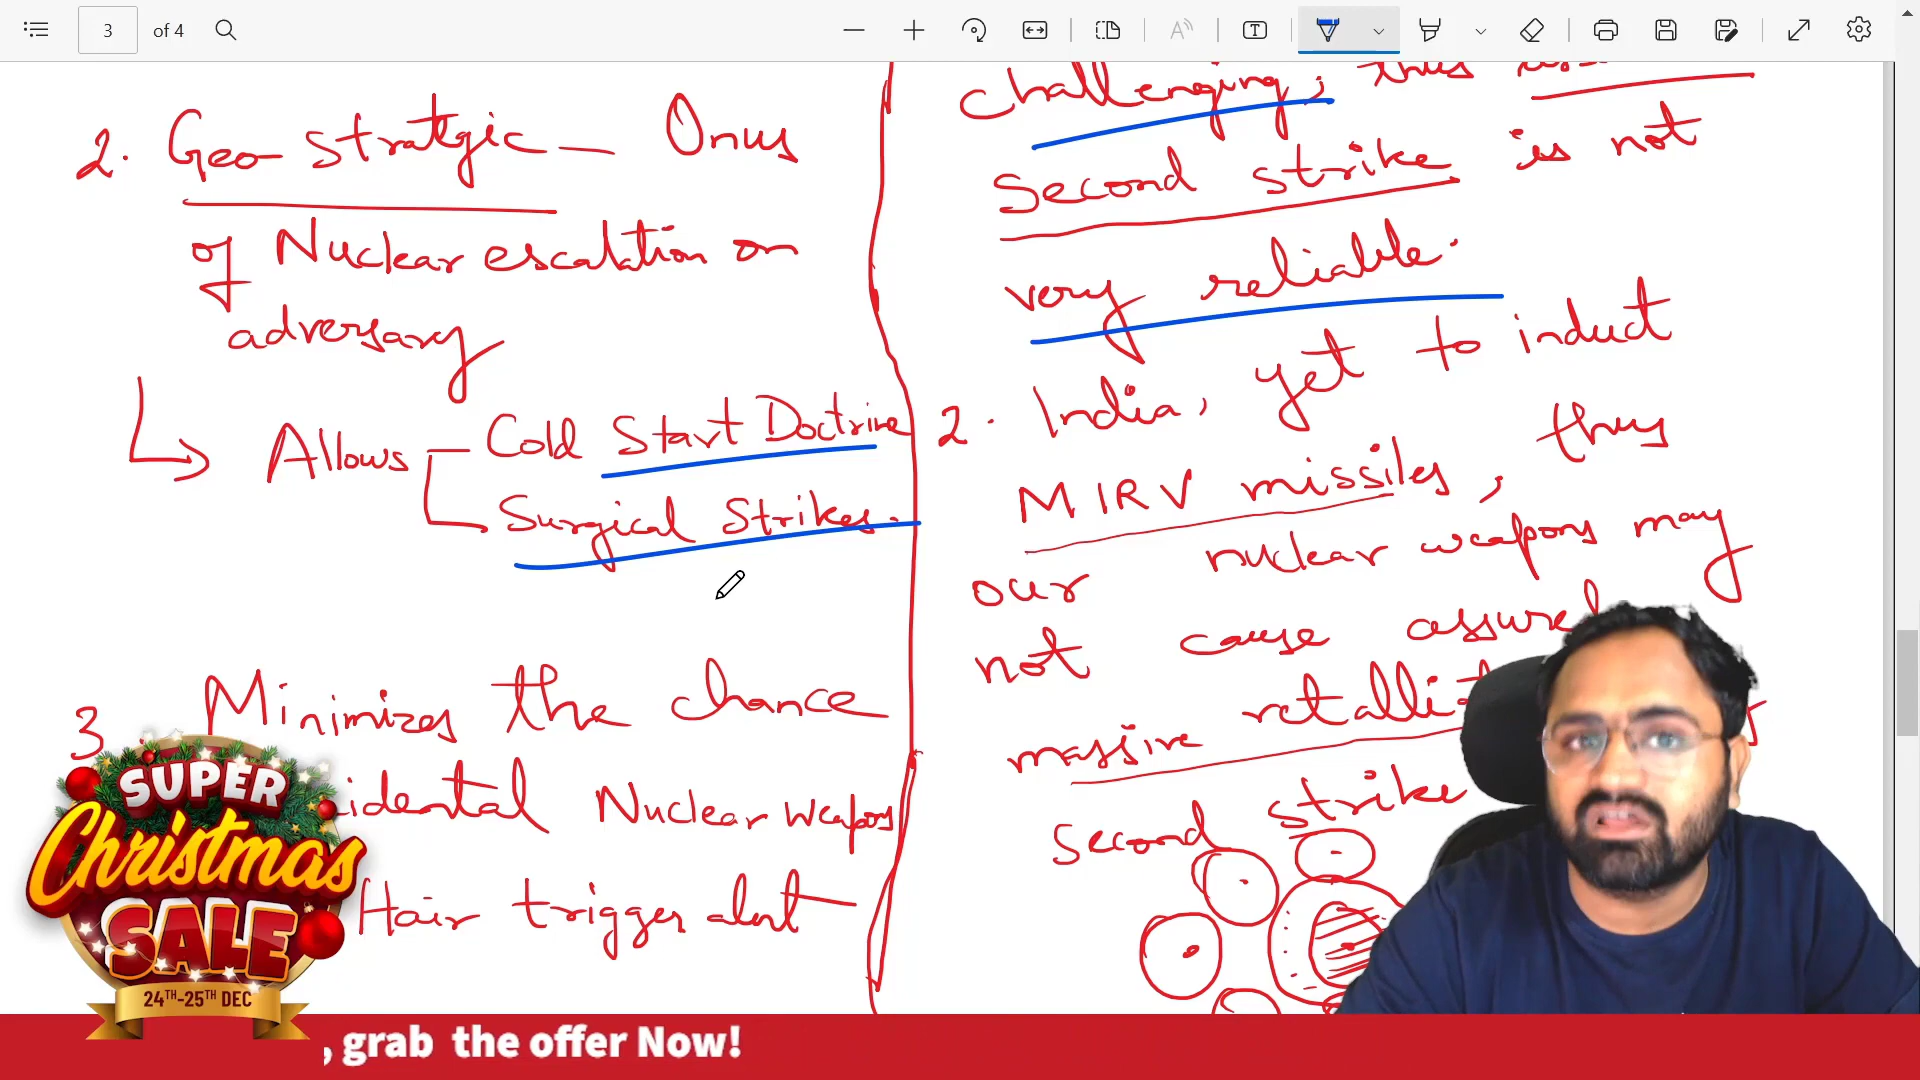 3
of 4
2. Geo-stratgic — Onus
of Nuclear escalation on
adversary
Allows Cold Start Doctrine
Surgical Strikes.
3 Minimizes the chance
idental Nuclear weapons
Hair trigger alert
challenging, thus
Second strike is not
very reliable.
2. India, yet to induct
MIRV missiles, thus
our nuclear weapons may
not cause assured
massive
second strike
SUPER
Christmas
SALE
24TH-25TH DEC
, grab the offer Now!